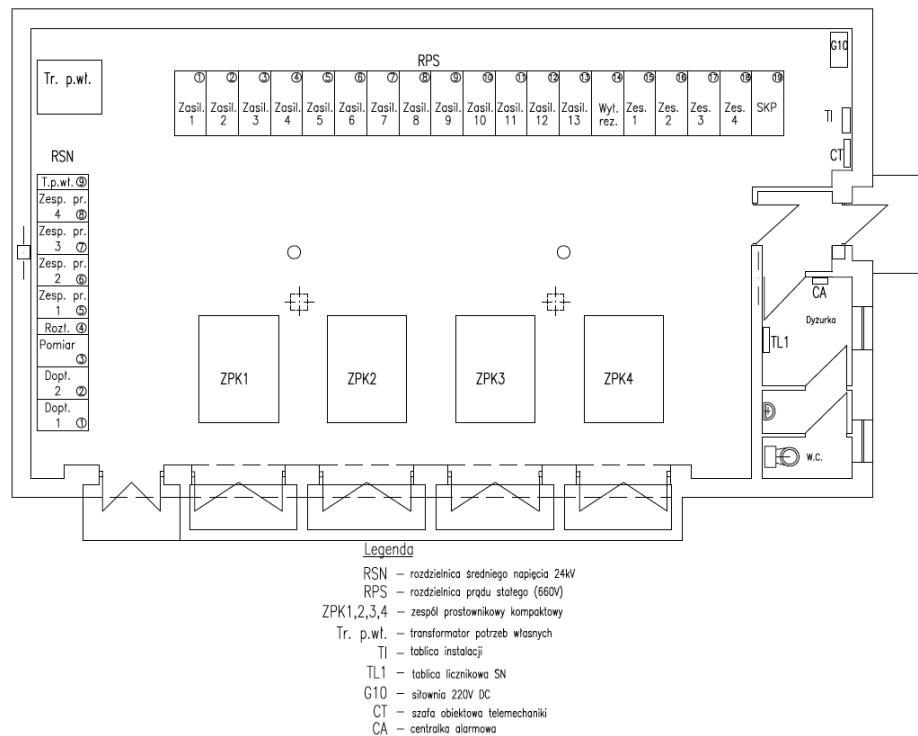 G10
RPS
Tr. p.wł.
① ② ③ ④ ⑤ ⑥ ⑦ ⑧ ⑨ ⑩ ⑪ ⑫ ⑬ ⑭ ⑮ ⑯ ⑰ ⑱ ⑲
Zasil. Zasil. Zasil. Zasil. Zasil. Zasil. Zasil. Zasil. Zasil. Zasil. Zasil. Zasil. Zasil. Wył. Zes. Zes. Zes. Zes. SKP
1 2 3 4 5 6 7 8 9 10 11 12 13 rez. 1 2 3 4
TI
CT
RSN
T.p.wł. ⑨
Zesp. pr.
4 ⑧
Zesp. pr.
3 ⑦
Zesp. pr.
2 ⑥
Zesp. pr.
1 ⑤
Rozł. ④
Pomiar
③
Dopł.
2 ②
Dopł.
1 ①
CA
Dyżurka
TL1
ZPK1 ZPK2 ZPK3 ZPK4
W.C.
Legenda
RSN – rozdzielnica średniego napięcia 24kV
RPS – rozdzielnica prądu stałego (660V)
ZPK1,2,3,4 – zespół prostownikowy kompaktowy
Tr. p.wł. – transformator potrzeb własnych
TI – tablica instalacji
TL1 – tablica licznikowa SN
G10 – siłownia 220V DC
CT – szafa obiektowa telemechaniki
CA – centralka alarmowa